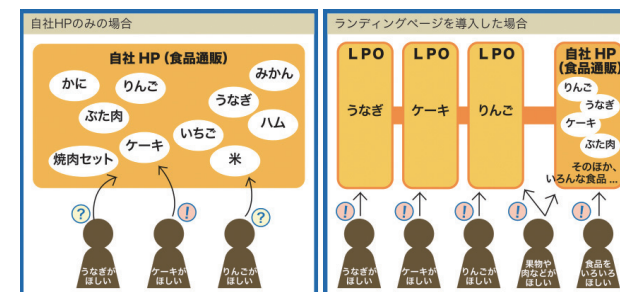 自社HPのみの場合
自社 HP（食品通販）
かに
りんご
みかん
ぶた肉
うなぎ
ハム
いちご
ケーキ
焼肉セット
米
?
!
?
うなぎが
ほしい
ケーキが
ほしい
りんごが
ほしい
ランディングページを導入した場合
LPO
うなぎ
LPO
ケーキ
LPO
りんご
自社 HP
（食品通販）
りんご
うなぎ
ケーキ
ぶた肉
そのほか、
いろんな食品 ...
!
!
!
!
!
うなぎが
ほしい
ケーキが
ほしい
りんごが
ほしい
果物や
肉などが
ほしい
食品を
いろいろ
ほしい